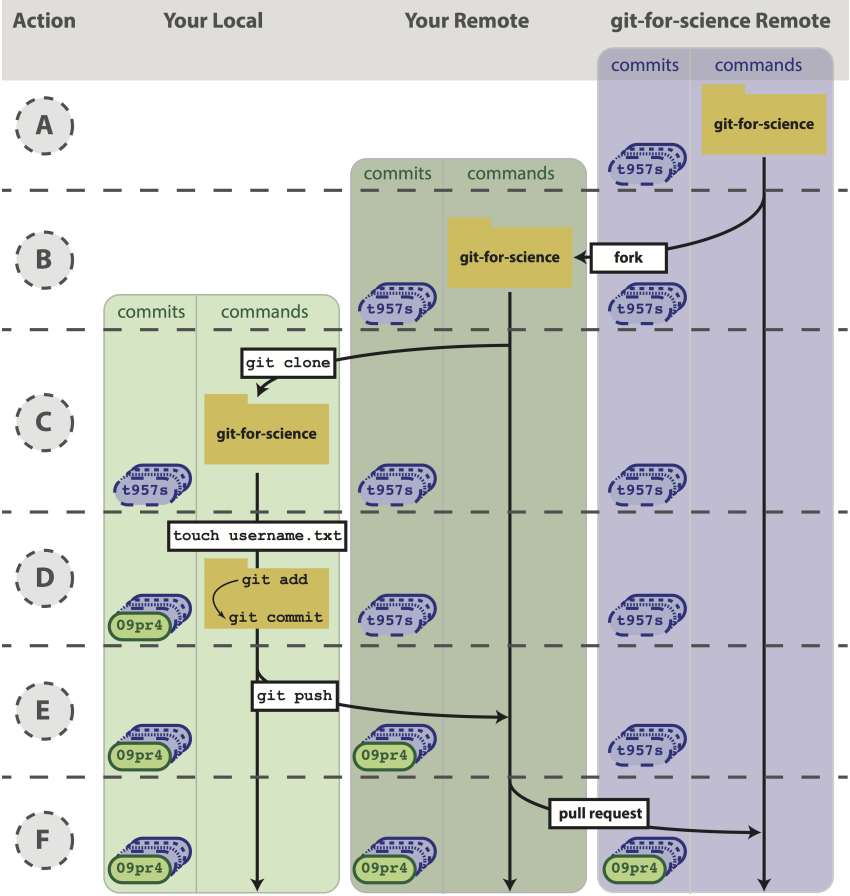 Action Your Local Your Remote git-for-science Remote
commits commands
A
git-for-science
t957s
commits commands
B
git-for-science
fork
t957s
t957s
commits commands
git clone
C
git-for-science
t957s
t957s
t957s
touch username.txt
D
git add
git commit
09pr4
t957s
t957s
E
git push
09pr4
09pr4
t957s
pull request
F
09pr4
09pr4
09pr4